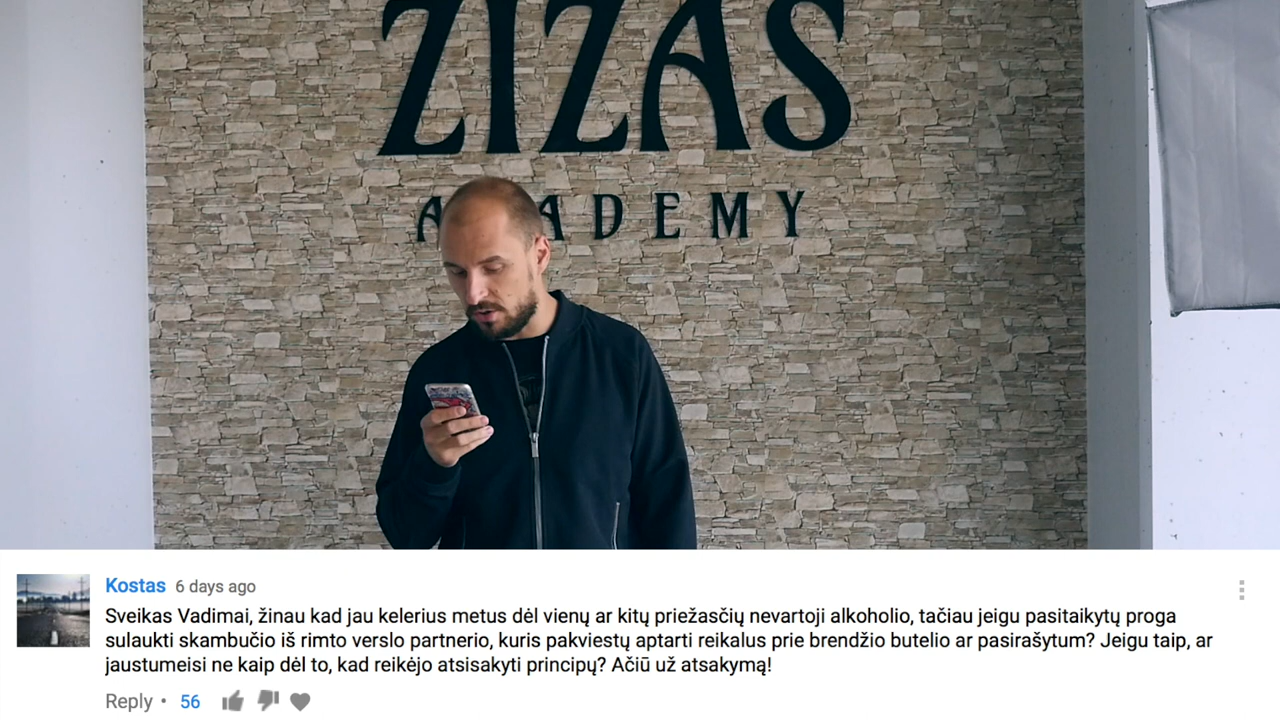 ZIZAS
ACADEMY
Kostas 6 days ago
Sveikas Vadimai, žinau kad jau kelerius metus dėl vienų ar kitų priežasčių nevartoji alkoholio, tačiau jeigu pasitaikytų proga
sulaukti skambučio iš rimto verslo partnerio, kuris pakviestų aptarti reikalus prie brendžio butelio ar pasirašytum? Jeigu taip, ar
jaustumeisi ne kaip dėl to, kad reikėjo atsisakyti principų? Ačiū už atsakymą!
Reply • 56